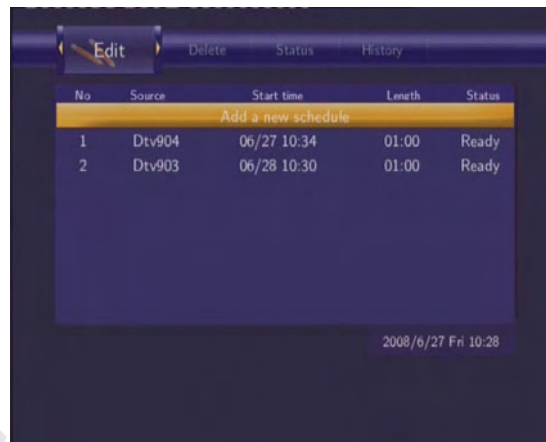 Edit Delete Status History
No Source Start time Length Status
Add a new schedule
1 Dtv904 06/27 10:34 01:00 Ready
2 Dtv903 06/28 10:30 01:00 Ready
2008/6/27 Fri 10:28